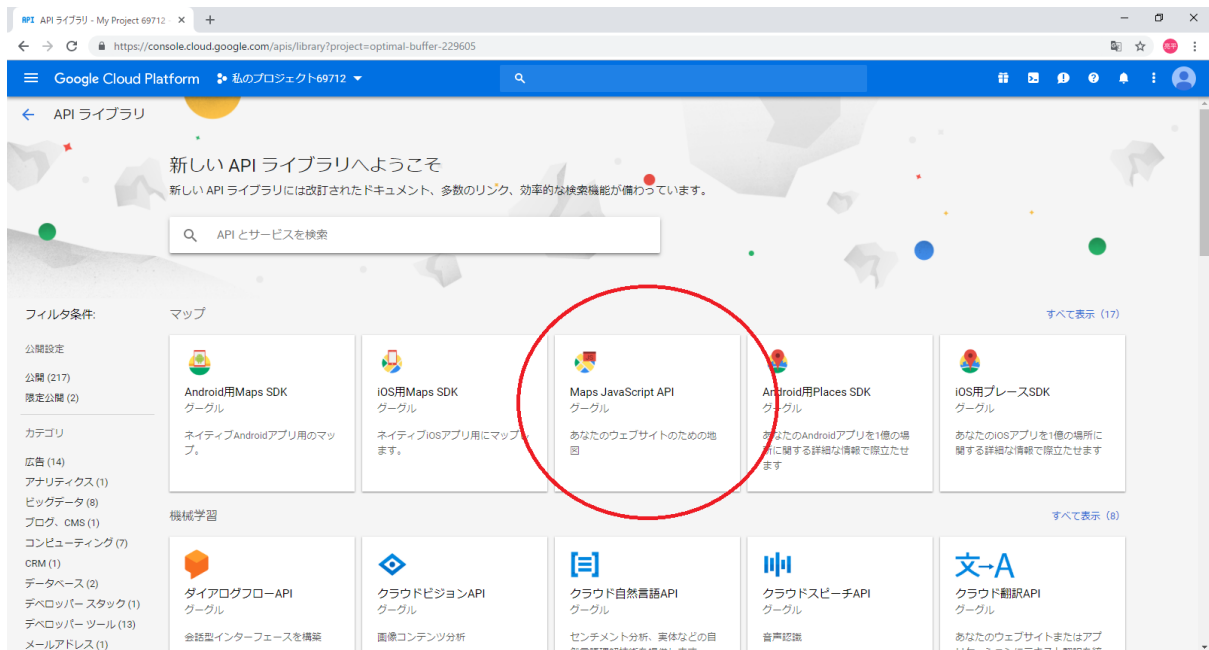 API ライブラリ - My Project 69712
https://console.cloud.google.com/apis/library?project=optimal-buffer-229605
Google Cloud Platform 私のプロジェクト69712
API ライブラリ
新しい API ライブラリへようこそ
新しい API ライブラリには改訂されたドキュメント、多数のリンク、効率的な検索機能が備わっています。
API とサービスを検索
フィルタ条件:
公開設定
公開 (217)
限定公開 (2)
カテゴリ
広告 (14)
アナリティクス (1)
ビッグデータ (8)
ブログ、CMS (1)
コンピューティング (7)
CRM (1)
データベース (2)
デベロッパー スタック (1)
デベロッパー ツール (13)
メールアドレス (1)
マップ
すべて表示（17）
Android用Maps SDK
グーグル
ネイティブAndroidアプリ用のマッ
プ。
iOS用Maps SDK
グーグル
ネイティブiOSアプリ用にマップし
ます。
Maps JavaScript API
グーグル
あなたのウェブサイトのための地
図
Android用Places SDK
グーグル
あなたのAndroidアプリを1億の場
所に関する詳細な情報で際立たせ
ます
iOS用プレースSDK
グーグル
あなたのiOSアプリを1億の場所に
関する詳細な情報で際立たせます
機械学習
すべて表示（8）
ダイアログフローAPI
グーグル
会話型インターフェースを構築
クラウドビジョンAPI
グーグル
画像コンテンツ分析
クラウド自然言語API
グーグル
センチメント分析、実体などの自
クラウドスピーチAPI
グーグル
音声認識
クラウド翻訳API
グーグル
あなたのウェブサイトまたはアプ